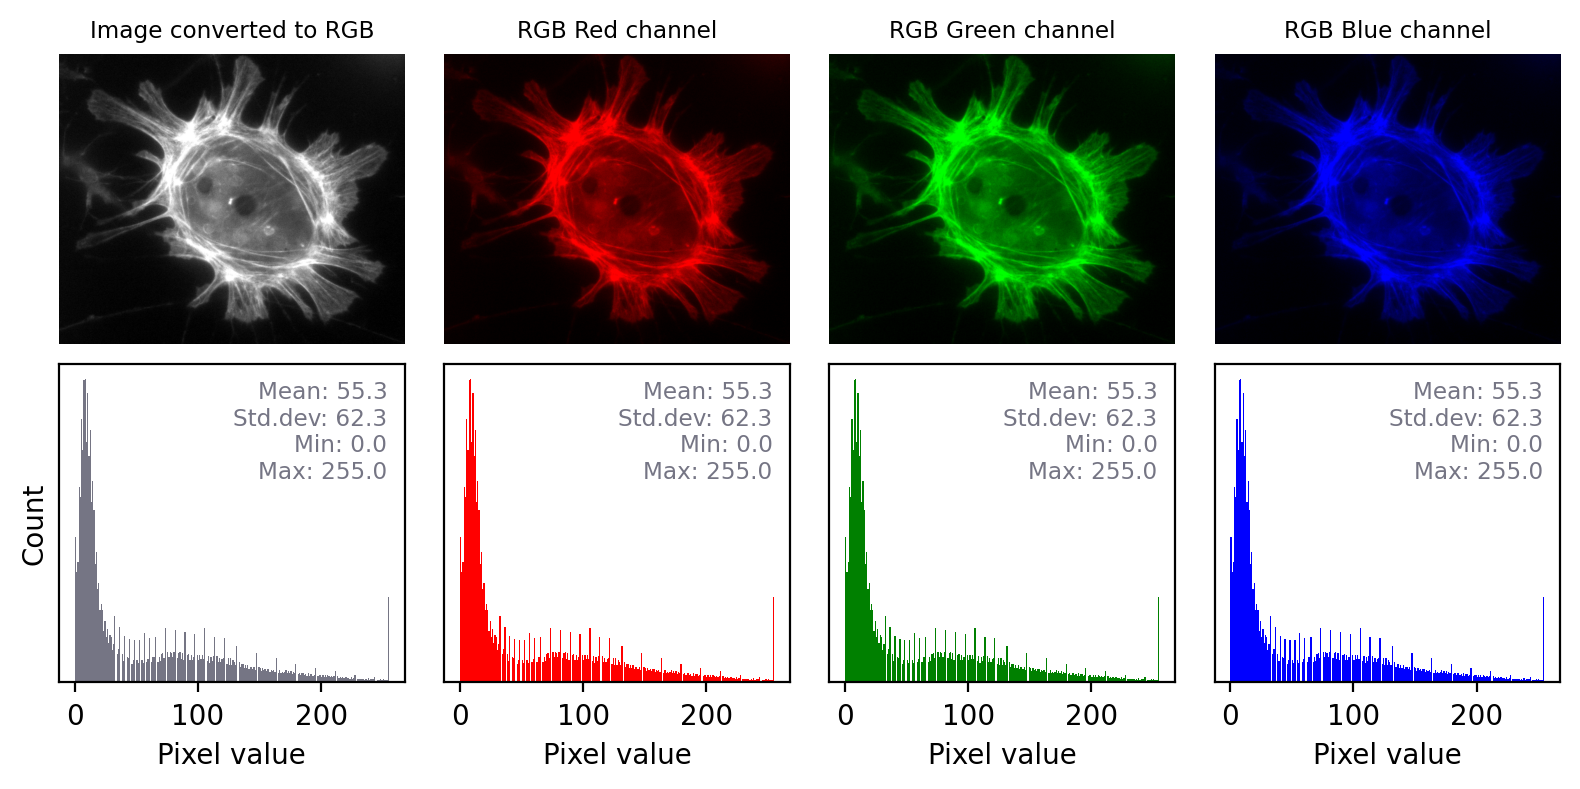 Image converted to RGB
RGB Red channel
RGB Green channel
RGB Blue channel
Mean: 55.3
Std.dev: 62.3
Min: 0.0
Max: 255.0
Mean: 55.3
Std.dev: 62.3
Min: 0.0
Max: 255.0
Mean: 55.3
Std.dev: 62.3
Min: 0.0
Max: 255.0
Mean: 55.3
Std.dev: 62.3
Min: 0.0
Max: 255.0
Count
0 100 200
0 100 200
0 100 200
0 100 200
Pixel value
Pixel value
Pixel value
Pixel value